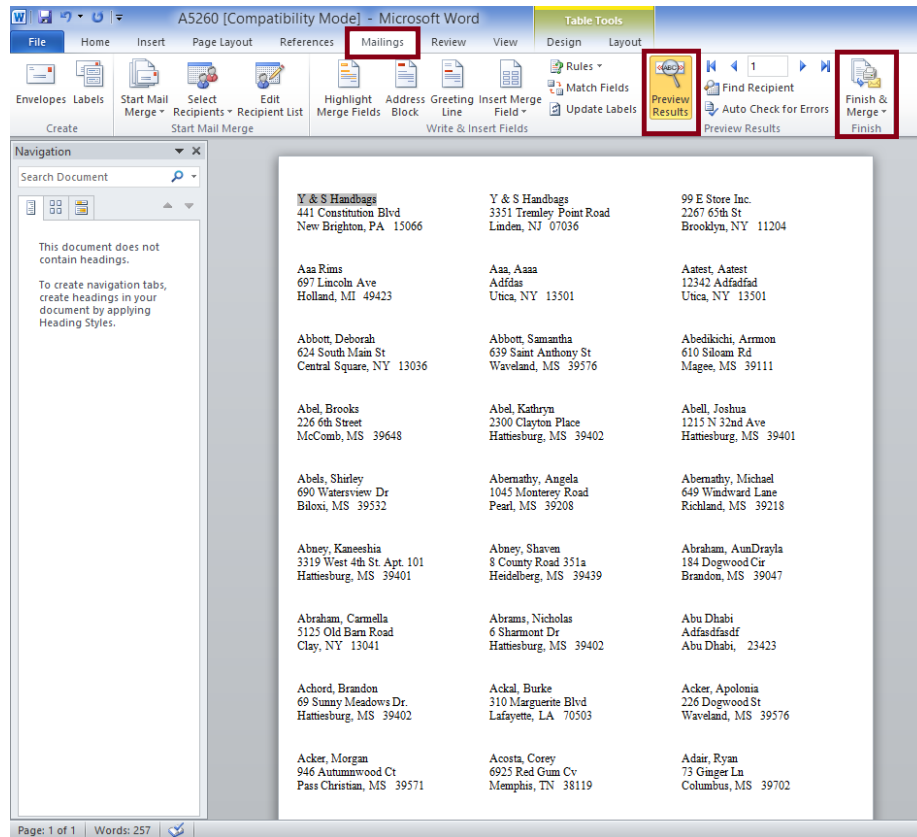 A5260 [Compatibility Mode] - Microsoft Word
Table Tools
File Home Insert Page Layout References Mailings Review View Design Layout
Envelopes Labels
Start Mail Merge
Select Recipients
Edit Recipient List
Highlight Merge Fields
Address Block
Greeting Line
Insert Merge Field
Rules
Match Fields
Update Labels
<<ABC>>
Preview Results
1
Find Recipient
Auto Check for Errors
Finish & Merge
Create Start Mail Merge Write & Insert Fields Preview Results Finish
Navigation
Search Document
This document does not
contain headings.
To create navigation tabs,
create headings in your
document by applying
Heading Styles.
Y & S Handbags
441 Constitution Blvd
New Brighton, PA 15066
Y & S Handbags
3351 Tremley Point Road
Linden, NJ 07036
99 E Store Inc.
2267 65th St
Brooklyn, NY 11204
Aaa Rims
697 Lincoln Ave
Holland, MI 49423
Aaa, Aaaa
Adfdas
Utica, NY 13501
Aatest, Aatest
12342 Adfadfad
Utica, NY 13501
Abbott, Deborah
624 South Main St
Central Square, NY 13036
Abbott, Samantha
639 Saint Anthony St
Waveland, MS 39576
Abedikichi, Arrmon
610 Siloam Rd
Magee, MS 39111
Abel, Brooks
226 6th Street
McComb, MS 39648
Abel, Kathryn
2300 Clayton Place
Hattiesburg, MS 39402
Abell, Joshua
1215 N 32nd Ave
Hattiesburg, MS 39401
Abels, Shirley
690 Watersview Dr
Biloxi, MS 39532
Abernathy, Angela
1045 Monterey Road
Pearl, MS 39208
Abernathy, Michael
649 Windward Lane
Richland, MS 39218
Abney, Kaneeshia
3319 West 4th St. Apt. 101
Hattiesburg, MS 39401
Abney, Shaven
8 County Road 351a
Heidelberg, MS 39439
Abraham, AunDrayla
184 Dogwood Cir
Brandon, MS 39047
Abraham, Carmella
5125 Old Barn Road
Clay, NY 13041
Abrams, Nicholas
6 Sharmont Dr
Hattiesburg, MS 39402
Abu Dhabi
Adfasdfasdf
Abu Dhabi, 23423
Achord, Brandon
69 Sunny Meadows Dr.
Hattiesburg, MS 39402
Ackal, Burke
310 Marguerite Blvd
Lafayette, LA 70503
Acker, Apolonia
226 Dogwood St
Waveland, MS 39576
Acker, Morgan
946 Autumnwood Ct
Pass Christian, MS 39571
Acosta, Corey
6925 Red Gum Cv
Memphis, TN 38119
Adair, Ryan
73 Ginger Ln
Columbus, MS 39702
Page: 1 of 1 Words: 257